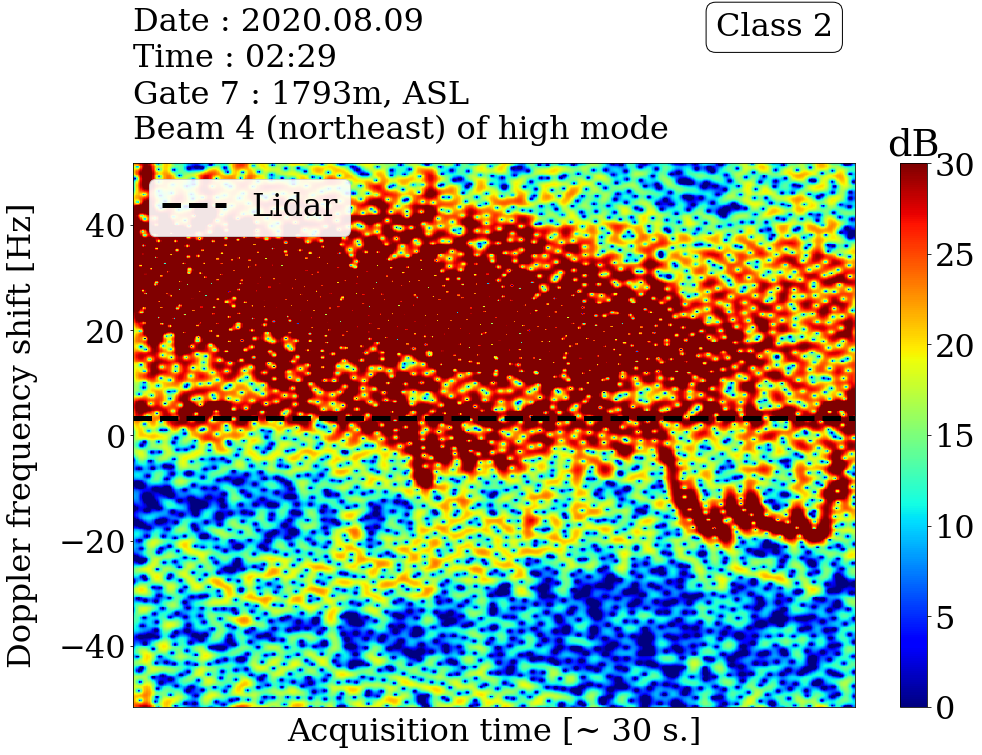 Date : 2020.08.09
Time : 02:29
Gate 7 : 1793m, ASL
Beam 4 (northeast) of high mode
Class 2
dB
Lidar
Doppler frequency shift [Hz]
40
20
0
−20
−40
Acquisition time [~ 30 s.]
30
25
20
15
10
5
0